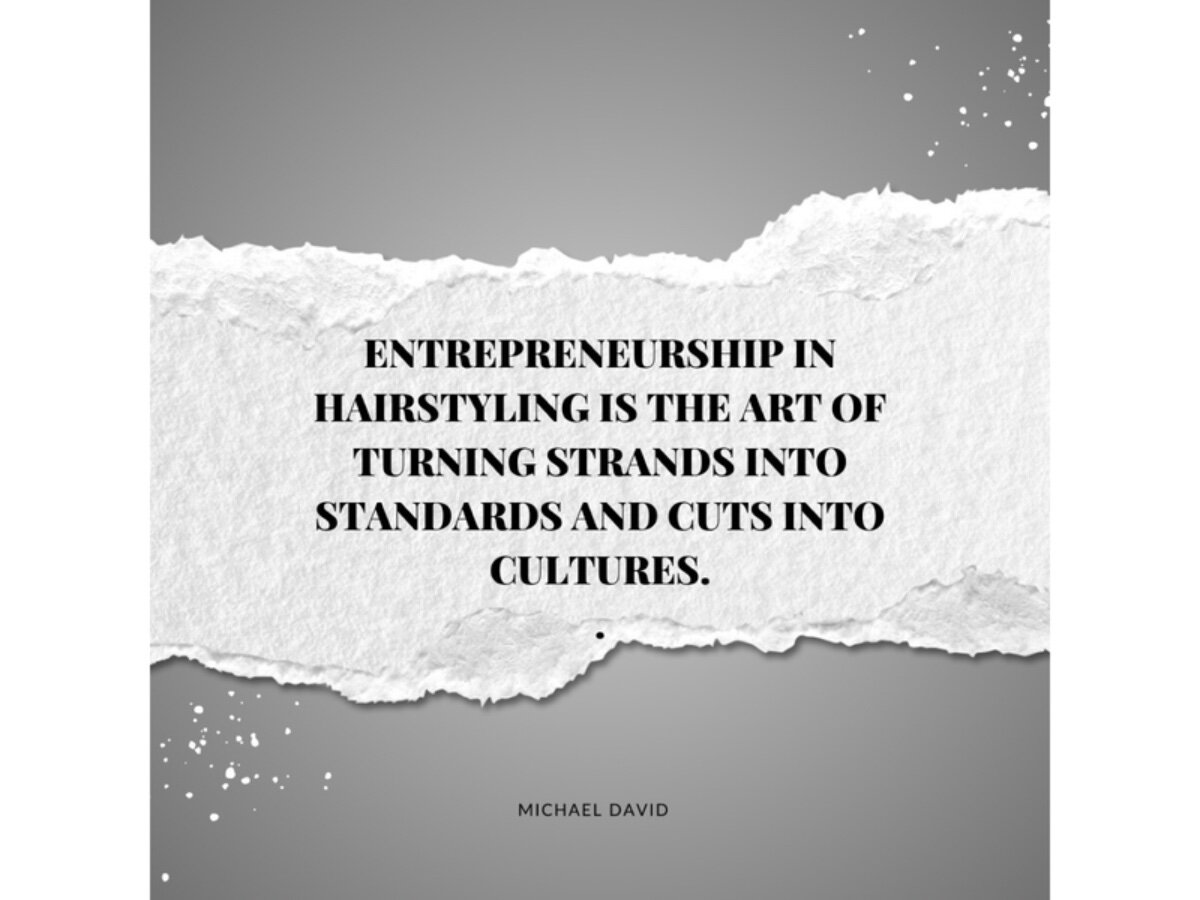 ENTREPRENEURSHIP IN
HAIRSTYLING IS THE ART OF
TURNING STRANDS INTO
STANDARDS AND CUTS INTO
CULTURES.
.
MICHAEL DAVID